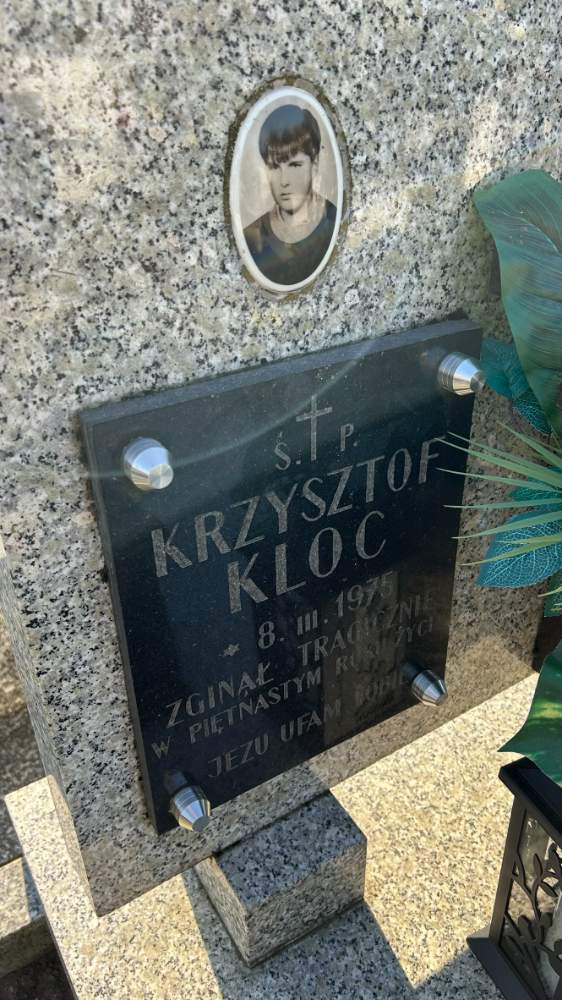 Ś. P.
KRZYSZTOF
KLOC
* 8. III. 1975
ZGINĄŁ TRAGICZNIE
W PIĘTNASTYM ROKU ŻYCIA
JEZU UFAM TOBIE